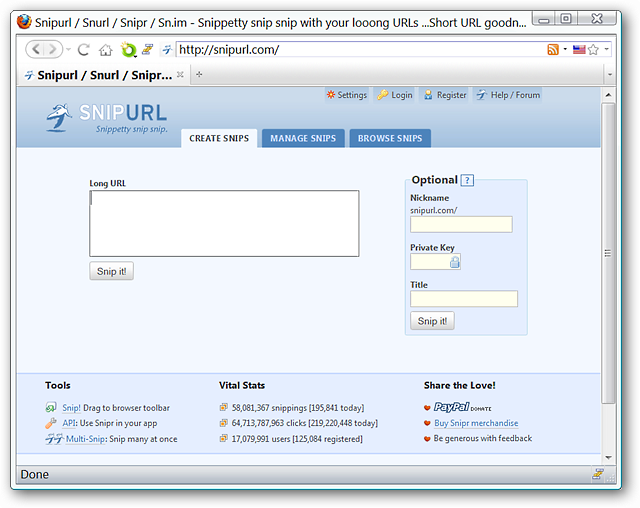 Snipurl / Snurl / Snipr / Sn.im - Snippetty snip snip with your looong URLs ...Short URL goodn...
http://snipurl.com/
Snipurl / Snurl / Snipr...
Settings Login Register Help / Forum
SNIPURL
Snippetty snip snip.
CREATE SNIPS MANAGE SNIPS BROWSE SNIPS
Long URL
Snip it!
Optional ?
Nickname
snipurl.com/
Private Key
Title
Snip it!
Tools
Snip! Drag to browser toolbar
API: Use Snipr in your app
Multi-Snip: Snip many at once
Vital Stats
58,081,367 snippings [195,841 today]
64,713,787,963 clicks [219,220,448 today]
17,079,991 users [125,084 registered]
Share the Love!
PayPal DONATE
Buy Snipr merchandise
Be generous with feedback
Done